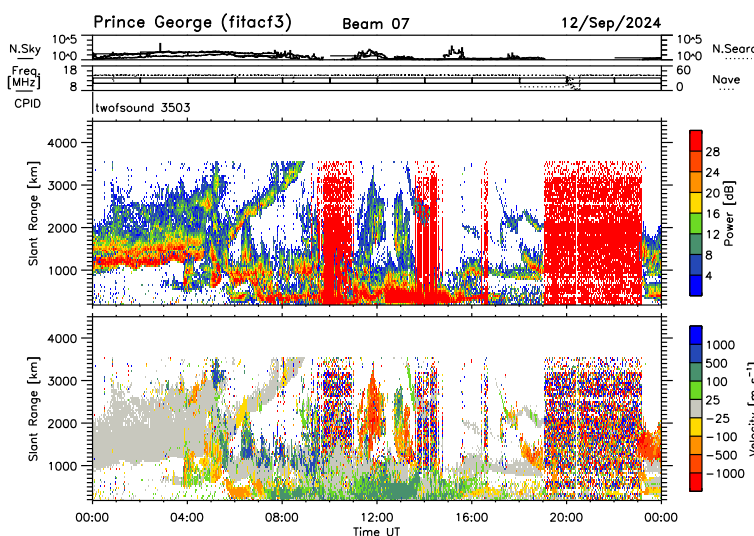 Prince George (fitacf3) Beam 07 12/Sep/2024
N.Sky 10^5 10^0 10^5 10^0 N.Sear
Freq. [MHz] 18 12 8 60 0 Nave
CPID twofsound 3503
Slant Range [km] 4000 3000 2000 1000
Power [dB] 28 24 20 16 12 8 4
Slant Range [km] 4000 3000 2000 1000
Velocity [m s^-1] 1000 500 100 25 -25 -100 -500 -1000
00:00 04:00 08:00 12:00 16:00 20:00 00:00
Time UT